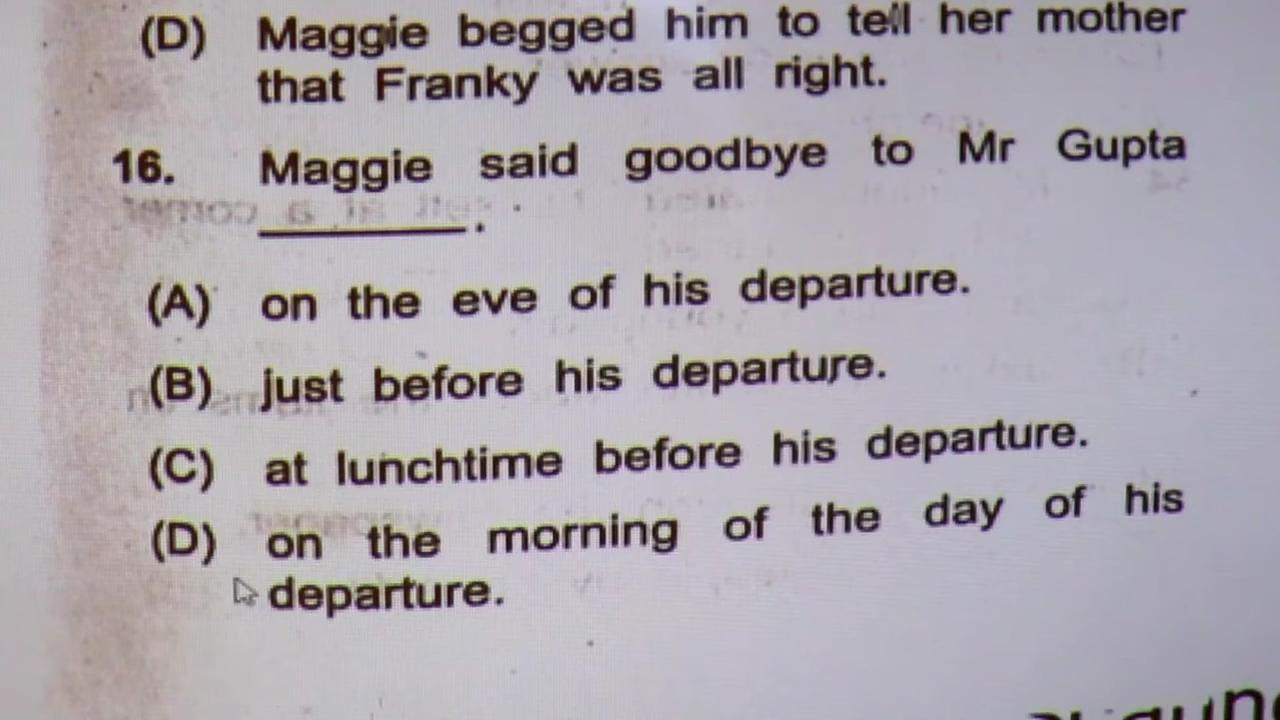 (D) Maggie begged him to tell her mother
that Franky was all right.
16. Maggie said goodbye to Mr Gupta
__________.
(A) on the eve of his departure.
(B) just before his departure.
(C) at lunchtime before his departure.
(D) on the morning of the day of his
departure.